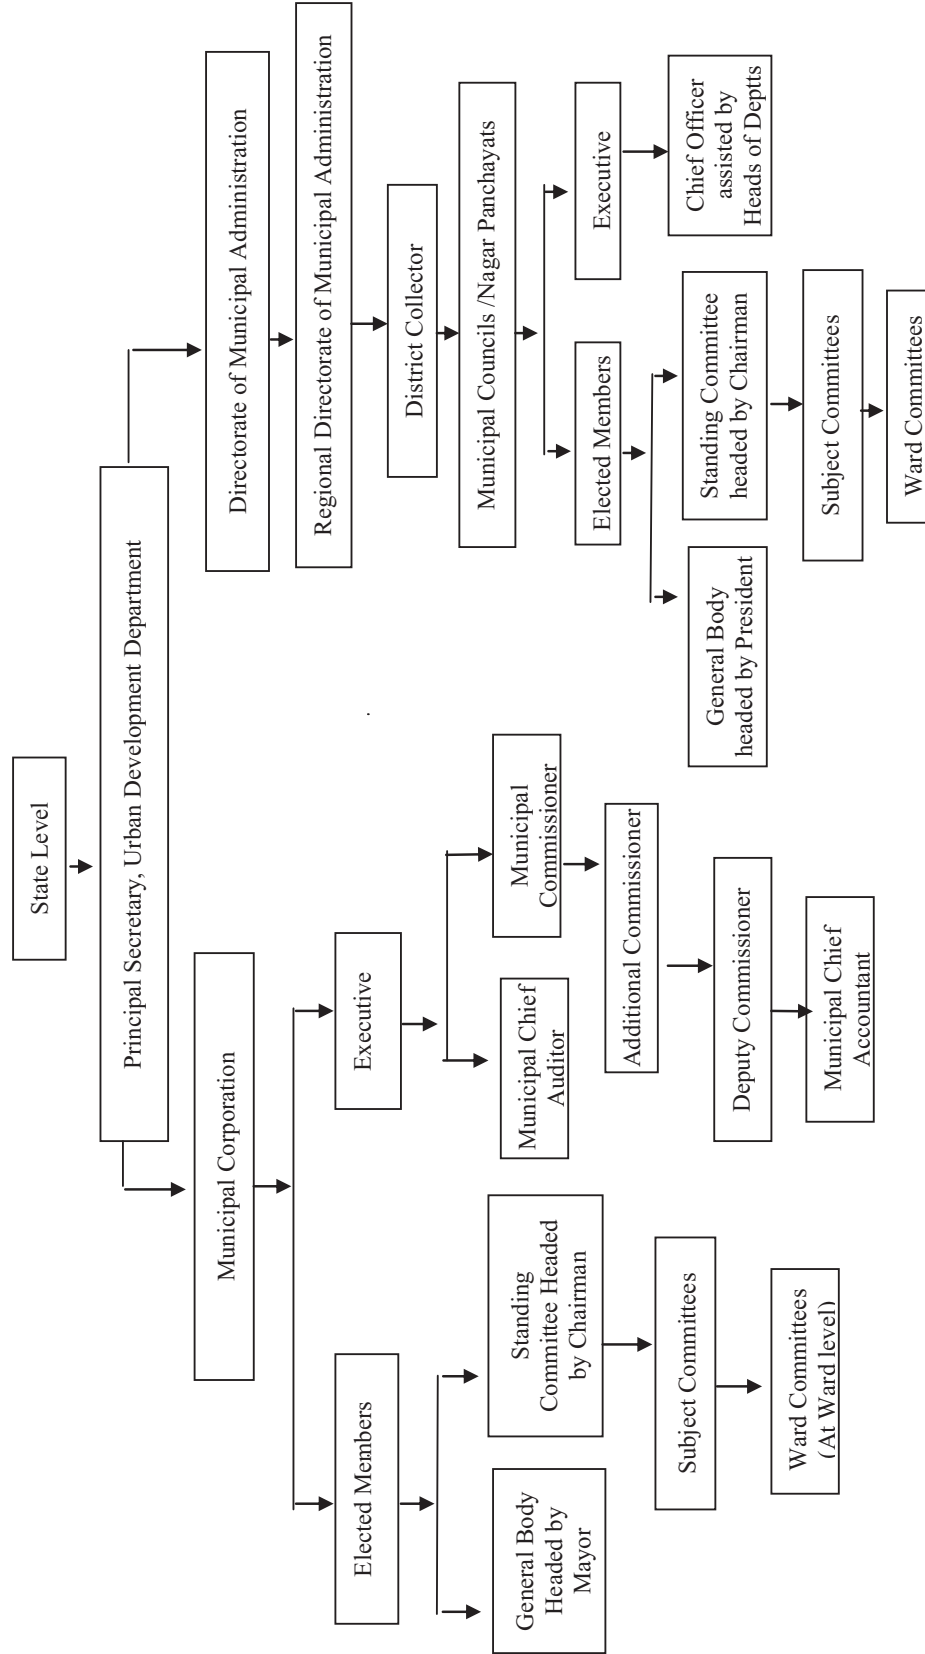 State Level
Principal Secretary, Urban Development Department
Municipal Corporation
Directorate of Municipal Administration
Regional Directorate of Municipal Administration
District Collector
Municipal Councils /Nagar Panchayats
Elected Members
Executive
Elected Members
Executive
General Body
Headed by
Mayor
Standing
Committee Headed
by Chairman
Municipal Chief
Auditor
Municipal
Commissioner
General Body
headed by President
Standing Committee
headed by Chairman
Chief Officer
assisted by
Heads of Deptts
Subject Committees
Additional Commissioner
Subject Committees
Ward Committees
(At Ward level)
Deputy Commissioner
Municipal Chief
Accountant
Ward Committees